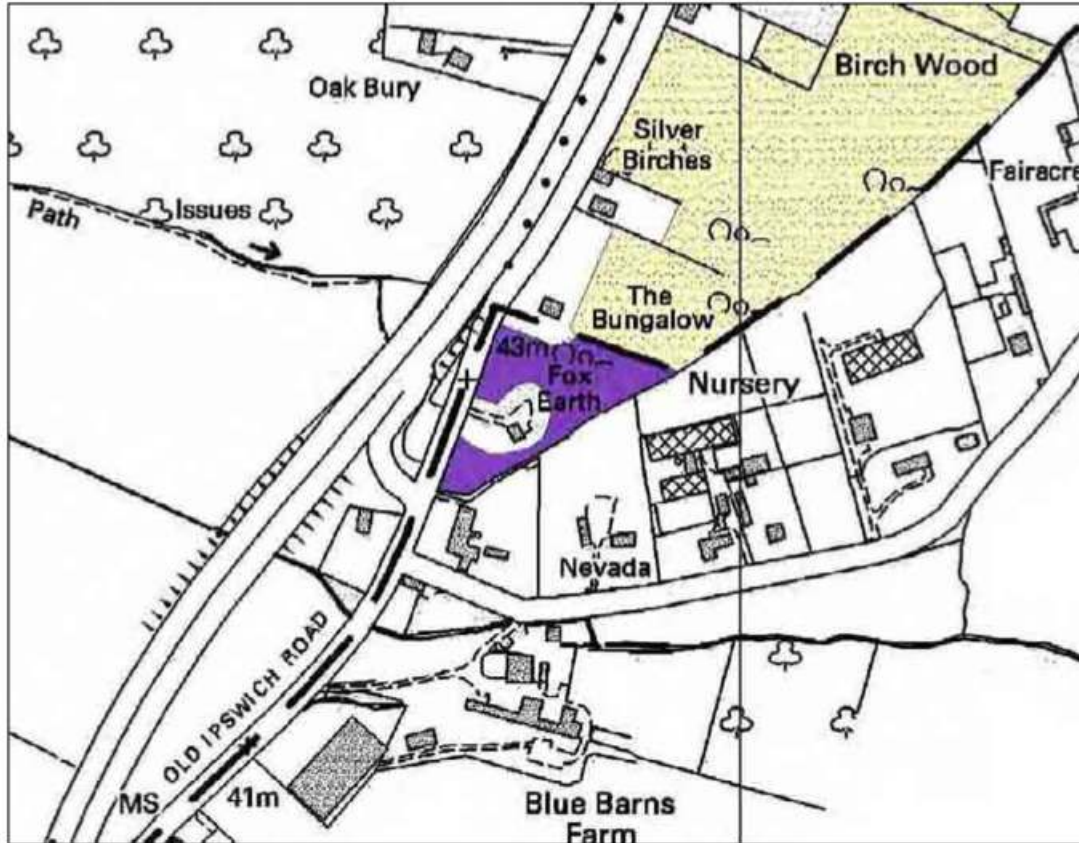 Oak Bury
Birch Wood
Silver
Birches
Fairacre
Path
Issues
The
Bungalow
43m
Fox
Earth
Nursery
Nevada
OLD IPSWICH ROAD
MS
41m
Blue Barns
Farm